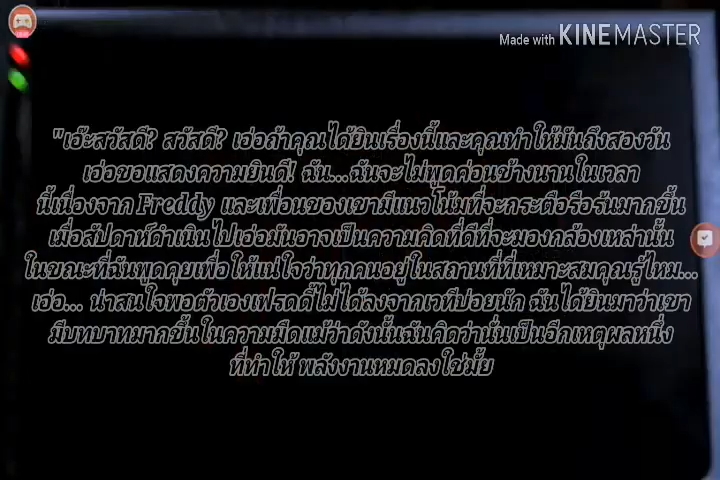 Made with KINEMASTER
"เอ๊ะสวัสดี? สวัสดี? เอ่อถ้าคุณได้ยินเรื่องนี้และคุณทำให้มันถึงสองวัน
เอ่อขอแสดงความยินดี! ฉัน...ฉันจะไม่พูดค่อนข้างนานในเวลา
นี้เนื่องจาก Freddy และเพื่อนของเขามีแนวโน้มที่จะกระตือรือร้นมากขึ้น
เมื่อสัปดาห์ดำเนินไปเอ่อมันอาจเป็นความคิดที่ดีที่จะมองกล้องเหล่านั้น
ในขณะที่ฉันพูดคุยเพื่อให้แน่ใจว่าทุกคนอยู่ในสถานที่ที่เหมาะสมคุณรู้ไหม...
เอ่อ... น่าสนใจพอตัวเองเฟรดดี้ไม่ได้ลงจากเวทีบ่อยนัก ฉันได้ยินมาว่าเขา
มีบทบาทมากขึ้นในความมืดแม้ว่าดังนั้นฉันคิดว่านั่นเป็นอีกเหตุผลหนึ่ง
ที่ทำให้ พลังงานหมดลงใช่มั้ย